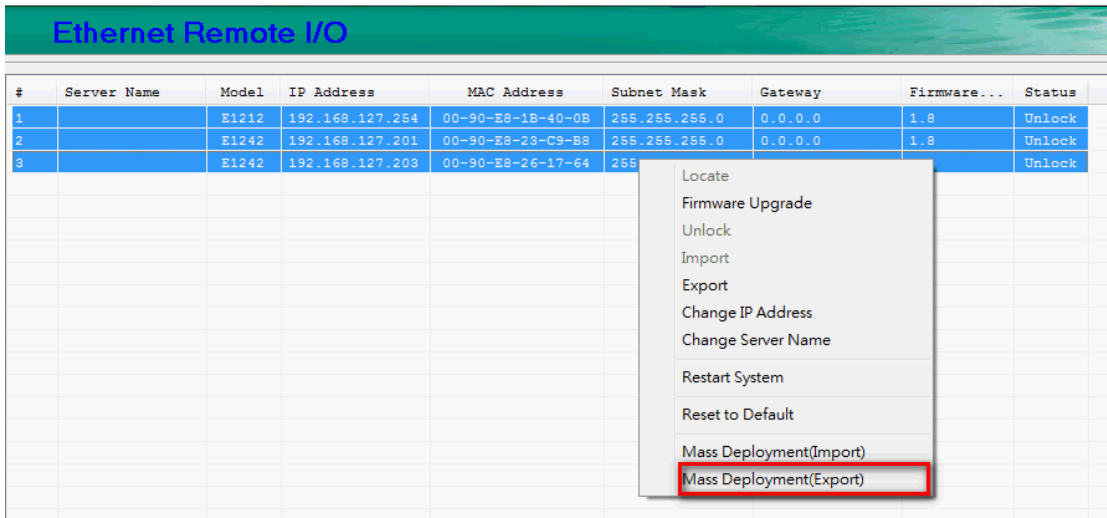 Ethernet Remote I/O
# Server Name Model IP Address MAC Address Subnet Mask Gateway Firmware... Status
1 E1212 192.168.127.254 00-90-E8-1B-40-0B 255.255.255.0 0.0.0.0 1.8 Unlock
2 E1242 192.168.127.201 00-90-E8-23-C9-B8 255.255.255.0 0.0.0.0 1.8 Unlock
3 E1242 192.168.127.203 00-90-E8-26-17-64 255 Unlock
Locate
Firmware Upgrade
Unlock
Import
Export
Change IP Address
Change Server Name
Restart System
Reset to Default
Mass Deployment(Import)
Mass Deployment(Export)